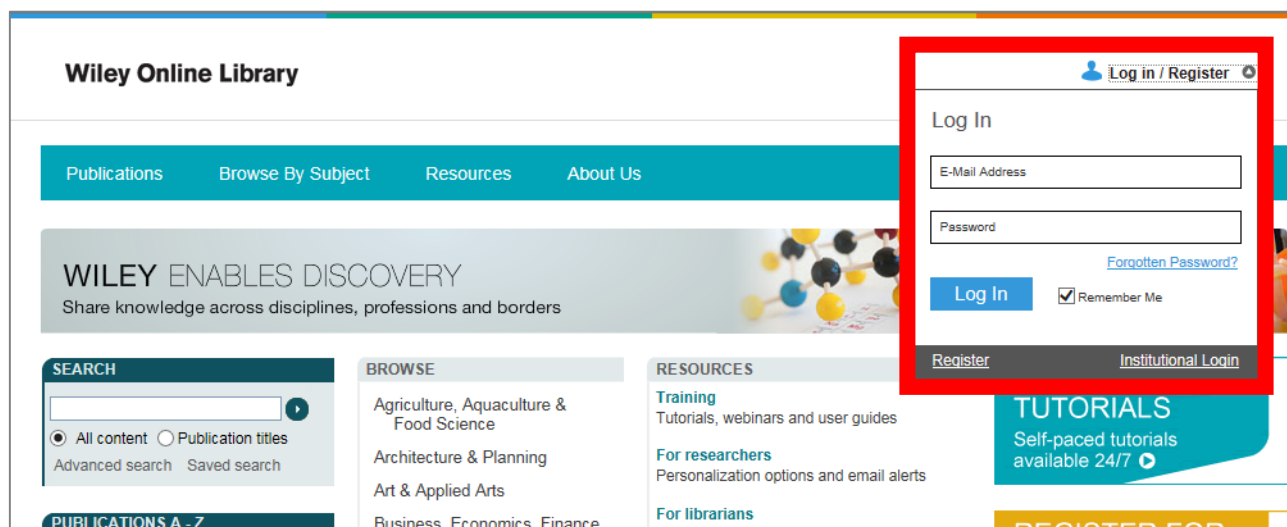 Wiley Online Library
Log in / Register
Log In
E-Mail Address
Password
Forgotten Password?
Log In
Remember Me
Register
Institutional Login
Publications
Browse By Subject
Resources
About Us
WILEY ENABLES DISCOVERY
Share knowledge across disciplines, professions and borders
SEARCH
All content
Publication titles
Advanced search
Saved search
PUBLICATIONS A - Z
BROWSE
Agriculture, Aquaculture &
Food Science
Architecture & Planning
Art & Applied Arts
Business, Economics, Finance
RESOURCES
Training
Tutorials, webinars and user guides
For researchers
Personalization options and email alerts
For librarians
TUTORIALS
Self-paced tutorials
available 24/7
REGISTER FOR